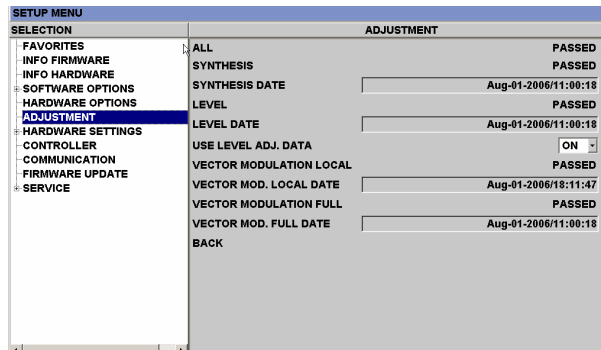 SETUP MENU
SELECTION
ADJUSTMENT
FAVORITES
INFO FIRMWARE
INFO HARDWARE
SOFTWARE OPTIONS
HARDWARE OPTIONS
ADJUSTMENT
HARDWARE SETTINGS
CONTROLLER
COMMUNICATION
FIRMWARE UPDATE
SERVICE
ALL PASSED
SYNTHESIS PASSED
SYNTHESIS DATE Aug-01-2006/11:00:18
LEVEL PASSED
LEVEL DATE Aug-01-2006/11:00:18
USE LEVEL ADJ. DATA ON
VECTOR MODULATION LOCAL PASSED
VECTOR MOD. LOCAL DATE Aug-01-2006/18:11:47
VECTOR MODULATION FULL PASSED
VECTOR MOD. FULL DATE Aug-01-2006/11:00:18
BACK